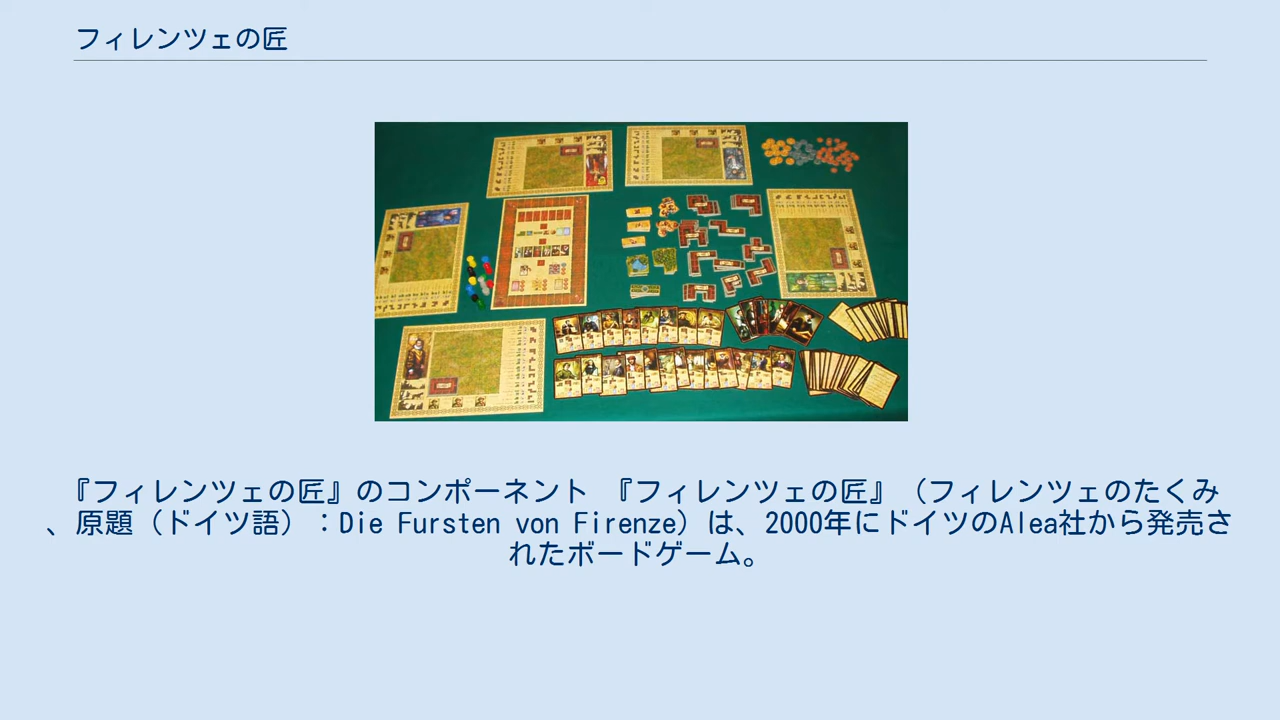 フィレンツェの匠
『フィレンツェの匠』のコンポーネント 『フィレンツェの匠』（フィレンツェのたくみ
、原題（ドイツ語）：Die Fursten von Firenze）は、2000年にドイツのAlea社から発売さ
れたボードゲーム。